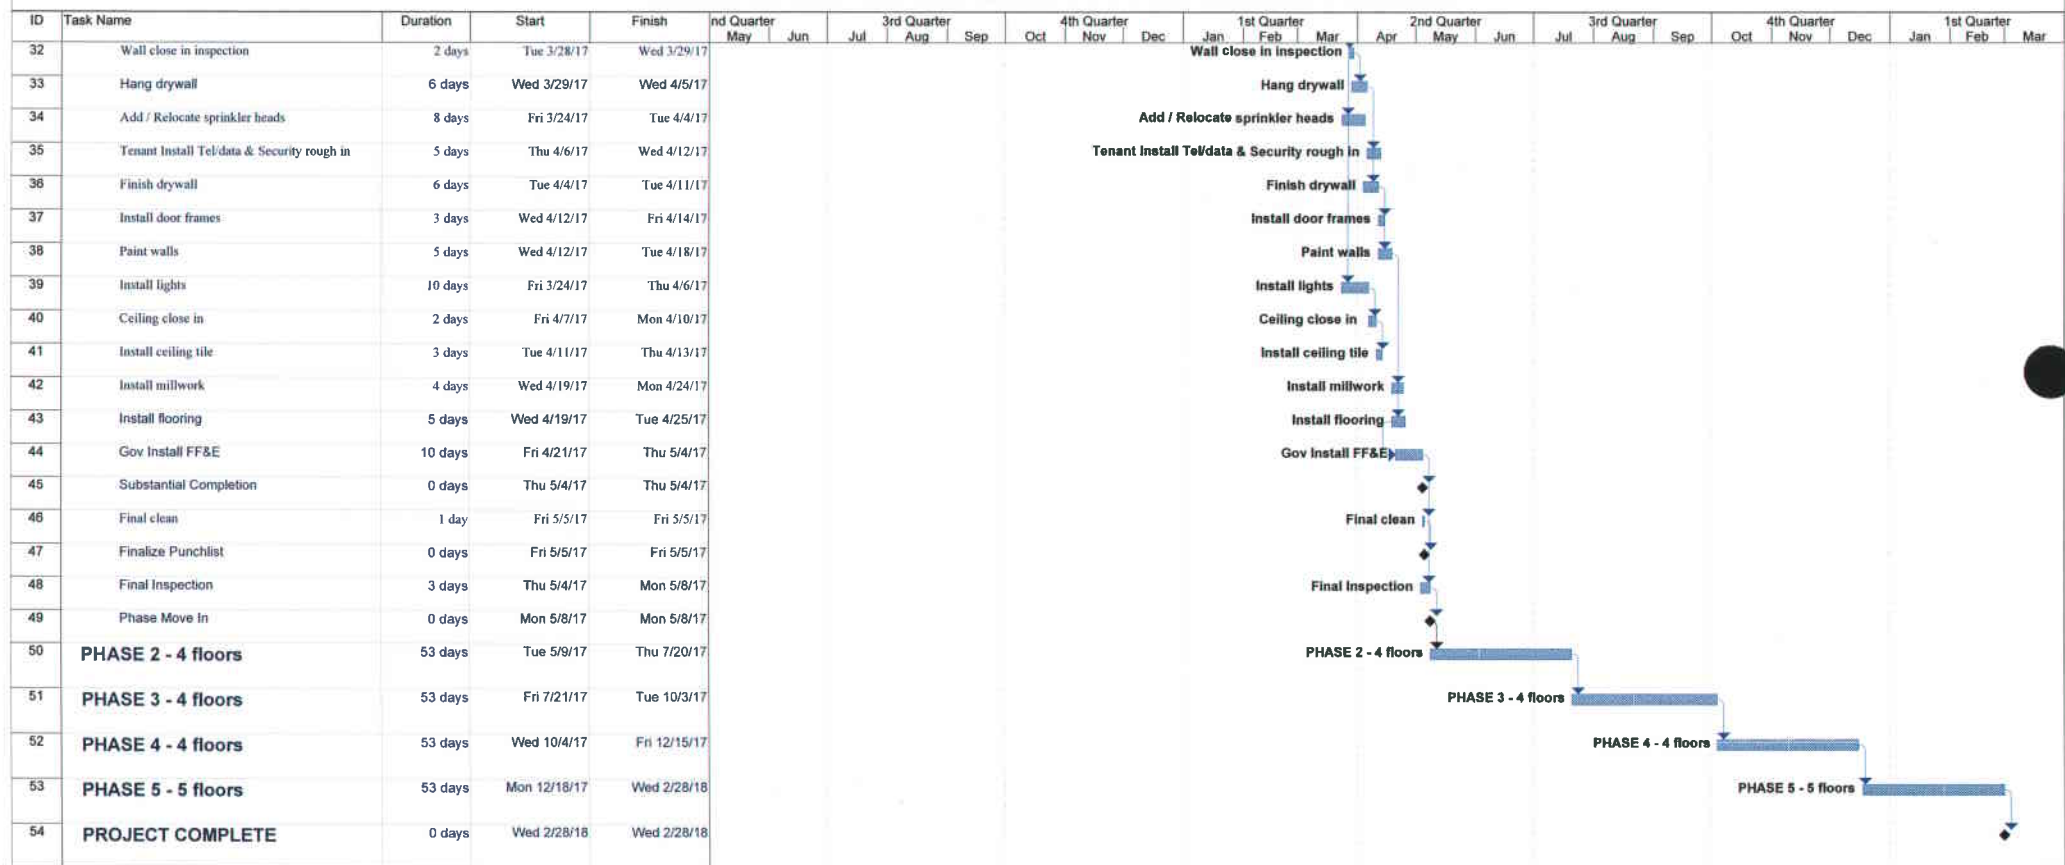 ID Task Name Duration Start Finish nd Quarter 3rd Quarter 4th Quarter 1st Quarter 2nd Quarter 3rd Quarter 4th Quarter 1st Quarter
May Jun Jul Aug Sep Oct Nov Dec Jan Feb Mar Apr May Jun Jul Aug Sep Oct Nov Dec Jan Feb Mar
32 Wall close in inspection 2 days Tue 3/28/17 Wed 3/29/17 Wall close in inspection
33 Hang drywall 6 days Wed 3/29/17 Wed 4/5/17 Hang drywall
34 Add / Relocate sprinkler heads 8 days Fri 3/24/17 Tue 4/4/17 Add / Relocate sprinkler heads
35 Tenant Install Tel/data & Security rough in 5 days Thu 4/6/17 Wed 4/12/17 Tenant Install Tel/data & Security rough in
36 Finish drywall 6 days Tue 4/4/17 Tue 4/11/17 Finish drywall
37 Install door frames 3 days Wed 4/12/17 Fri 4/14/17 Install door frames
38 Paint walls 5 days Wed 4/12/17 Tue 4/18/17 Paint walls
39 Install lights 10 days Fri 3/24/17 Thu 4/6/17 Install lights
40 Ceiling close in 2 days Fri 4/7/17 Mon 4/10/17 Ceiling close in
41 Install ceiling tile 3 days Tue 4/11/17 Thu 4/13/17 Install ceiling tile
42 Install millwork 4 days Wed 4/19/17 Mon 4/24/17 Install millwork
43 Install flooring 5 days Wed 4/19/17 Tue 4/25/17 Install flooring
44 Gov Install FF&E 10 days Fri 4/21/17 Thu 5/4/17 Gov Install FF&E
45 Substantial Completion 0 days Thu 5/4/17 Thu 5/4/17
46 Final clean 1 day Fri 5/5/17 Fri 5/5/17 Final clean
47 Finalize Punchlist 0 days Fri 5/5/17 Fri 5/5/17
48 Final Inspection 3 days Thu 5/4/17 Mon 5/8/17 Final Inspection
49 Phase Move In 0 days Mon 5/8/17 Mon 5/8/17
50 PHASE 2 - 4 floors 53 days Tue 5/9/17 Thu 7/20/17 PHASE 2 - 4 floors
51 PHASE 3 - 4 floors 53 days Fri 7/21/17 Tue 10/3/17 PHASE 3 - 4 floors
52 PHASE 4 - 4 floors 53 days Wed 10/4/17 Fri 12/15/17 PHASE 4 - 4 floors
53 PHASE 5 - 5 floors 53 days Mon 12/18/17 Wed 2/28/18 PHASE 5 - 5 floors
54 PROJECT COMPLETE 0 days Wed 2/28/18 Wed 2/28/18